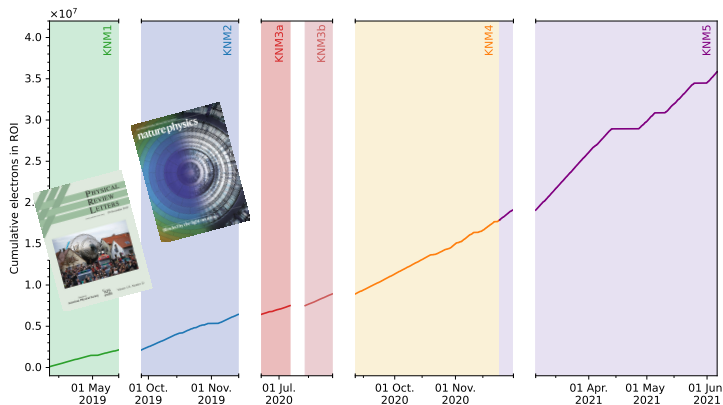 ×10⁷
KNM1
KNM2
KNM3a
KNM3b
KNM4
KNM5
4.0
3.5
3.0
2.5
2.
1.5
1.0
0.5
0.0
Cumulative electrons in ROI
nature physics
PHYSICAL
REVIEW
LETTERS
01 May
2019
01 Oct.
2019
01 Nov.
2019
01 Jul.
2020
01 Oct.
2020
01 Nov.
2020
01 Apr.
2021
01 May
2021
01 Jun
2021